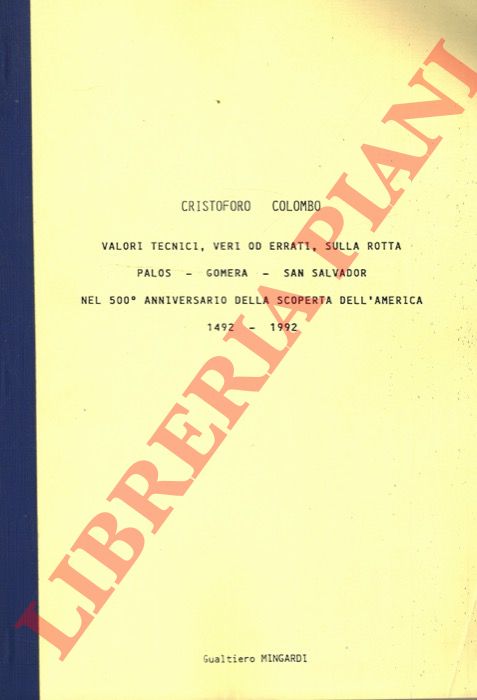 CRISTOFORO COLOMBO
VALORI TECNICI, VERI OD ERRATI, SULLA ROTTA
PALOS - GOMERA - SAN SALVADOR
NEL 500° ANNIVERSARIO DELLA SCOPERTA DELL'AMERICA
1492 - 1992
LIBRERIA PIANI
Gualtiero MINGARDI